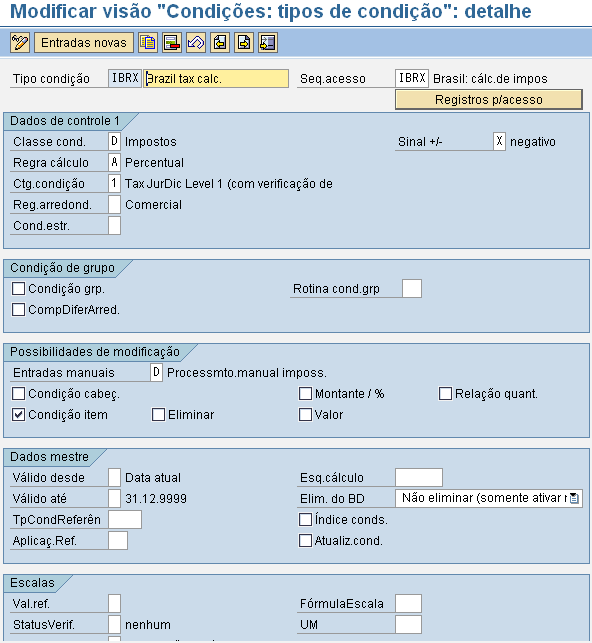 Modificar visão "Condições: tipos de condição": detalhe
Entradas novas
Tipo condição IBRX Brazil tax calc. Seq.acesso IBRX Brasil: cálc.de impos
Registros p/acesso
Dados de controle 1
Classe cond. D Impostos Sinal +/- X negativo
Regra cálculo A Percentual
Ctg.condição 1 Tax JurDic Level 1 (com verificação de
Reg.arredond. Comercial
Cond.estr.
Condição de grupo
Condição grp. Rotina cond.grp
CompDiferArred.
Possibilidades de modificação
Entradas manuais D Processmto.manual imposs.
Condição cabeç. Montante / % Relação quant.
Condição item Eliminar Valor
Dados mestre
Válido desde Data atual Esq.cálculo
Válido até 31.12.9999 Elim. do BD Não eliminar (somente ativar
TpCondReferên Índice conds.
Aplicaç.Ref. Atualiz.cond.
Escalas
Val.ref. FórmulaEscala
StatusVerif. nenhum UM